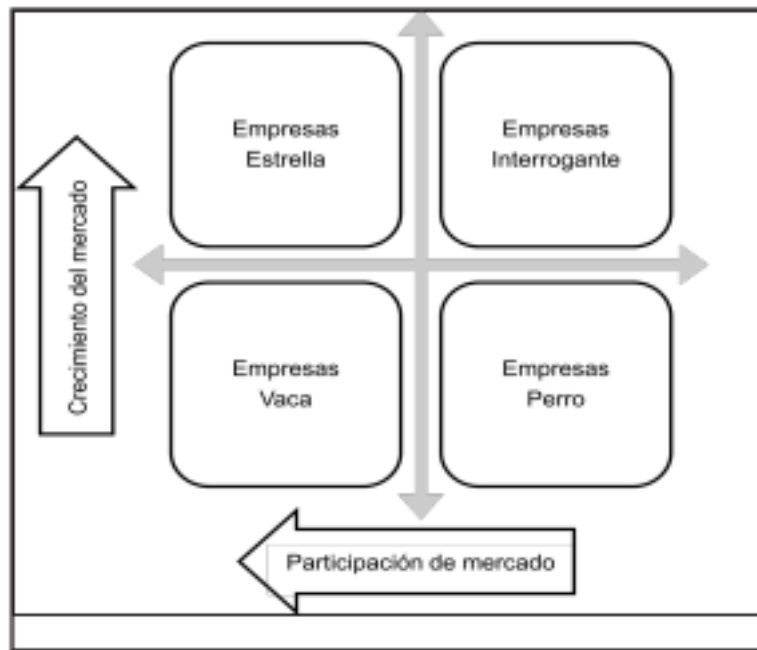 Empresas
Estrella
Empresas
Interrogante
Crecimiento del mercado
Empresas
Vaca
Empresas
Perro
Participación de mercado